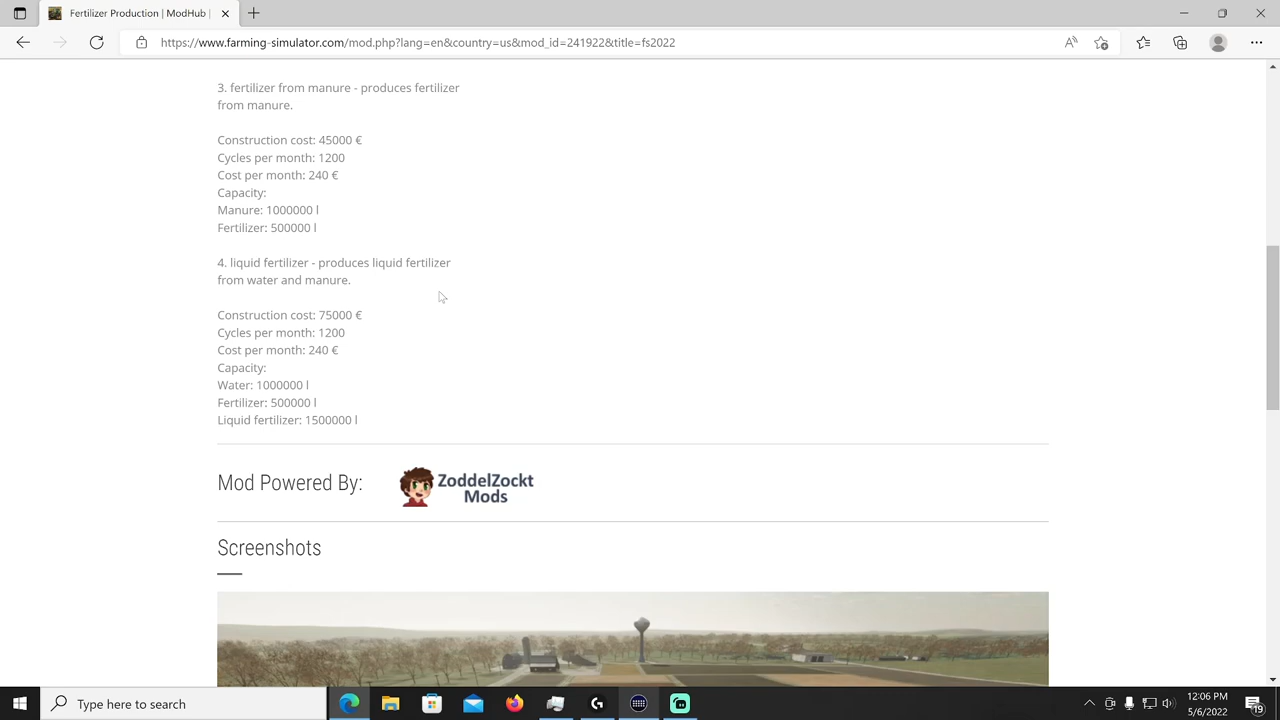 Fertilizer Production | ModHub |
https://www.farming-simulator.com/mod.php?lang=en&country=us&mod_id=241922&title=fs2022
3. fertilizer from manure - produces fertilizer
from manure.
Construction cost: 45000 €
Cycles per month: 1200
Cost per month: 240 €
Capacity:
Manure: 1000000 l
Fertilizer: 500000 l
4. liquid fertilizer - produces liquid fertilizer
from water and manure.
Construction cost: 75000 €
Cycles per month: 1200
Cost per month: 240 €
Capacity:
Water: 1000000 l
Fertilizer: 500000 l
Liquid fertilizer: 1500000 l
Mod Powered By:
ZoddelZockt
Mods
Screenshots
Type here to search
12:06 PM
5/6/2022
19